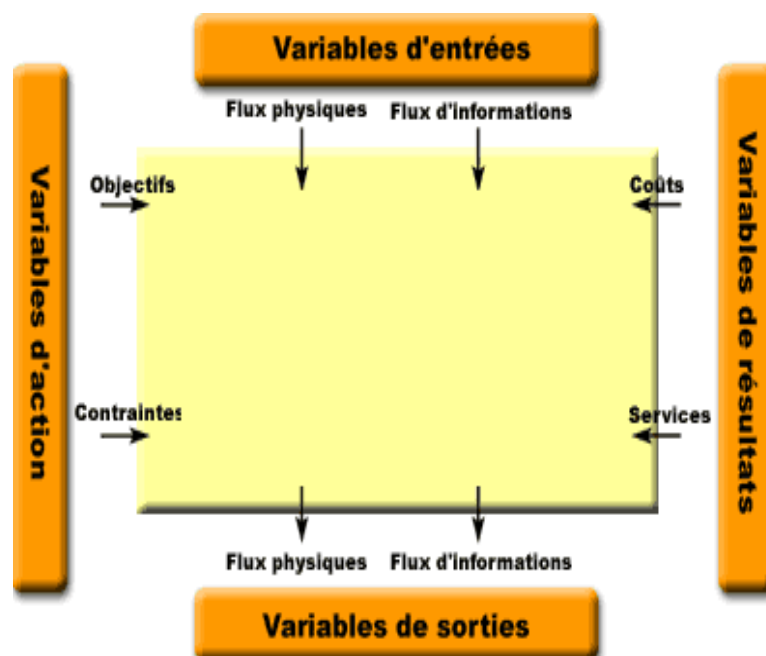 Variables d'entrées
Flux physiques
Flux d'informations
Variables d'action
Objectifs
Coûts
Variables de résultats
Contraintes
Services
Flux physiques
Flux d'informations
Variables de sorties